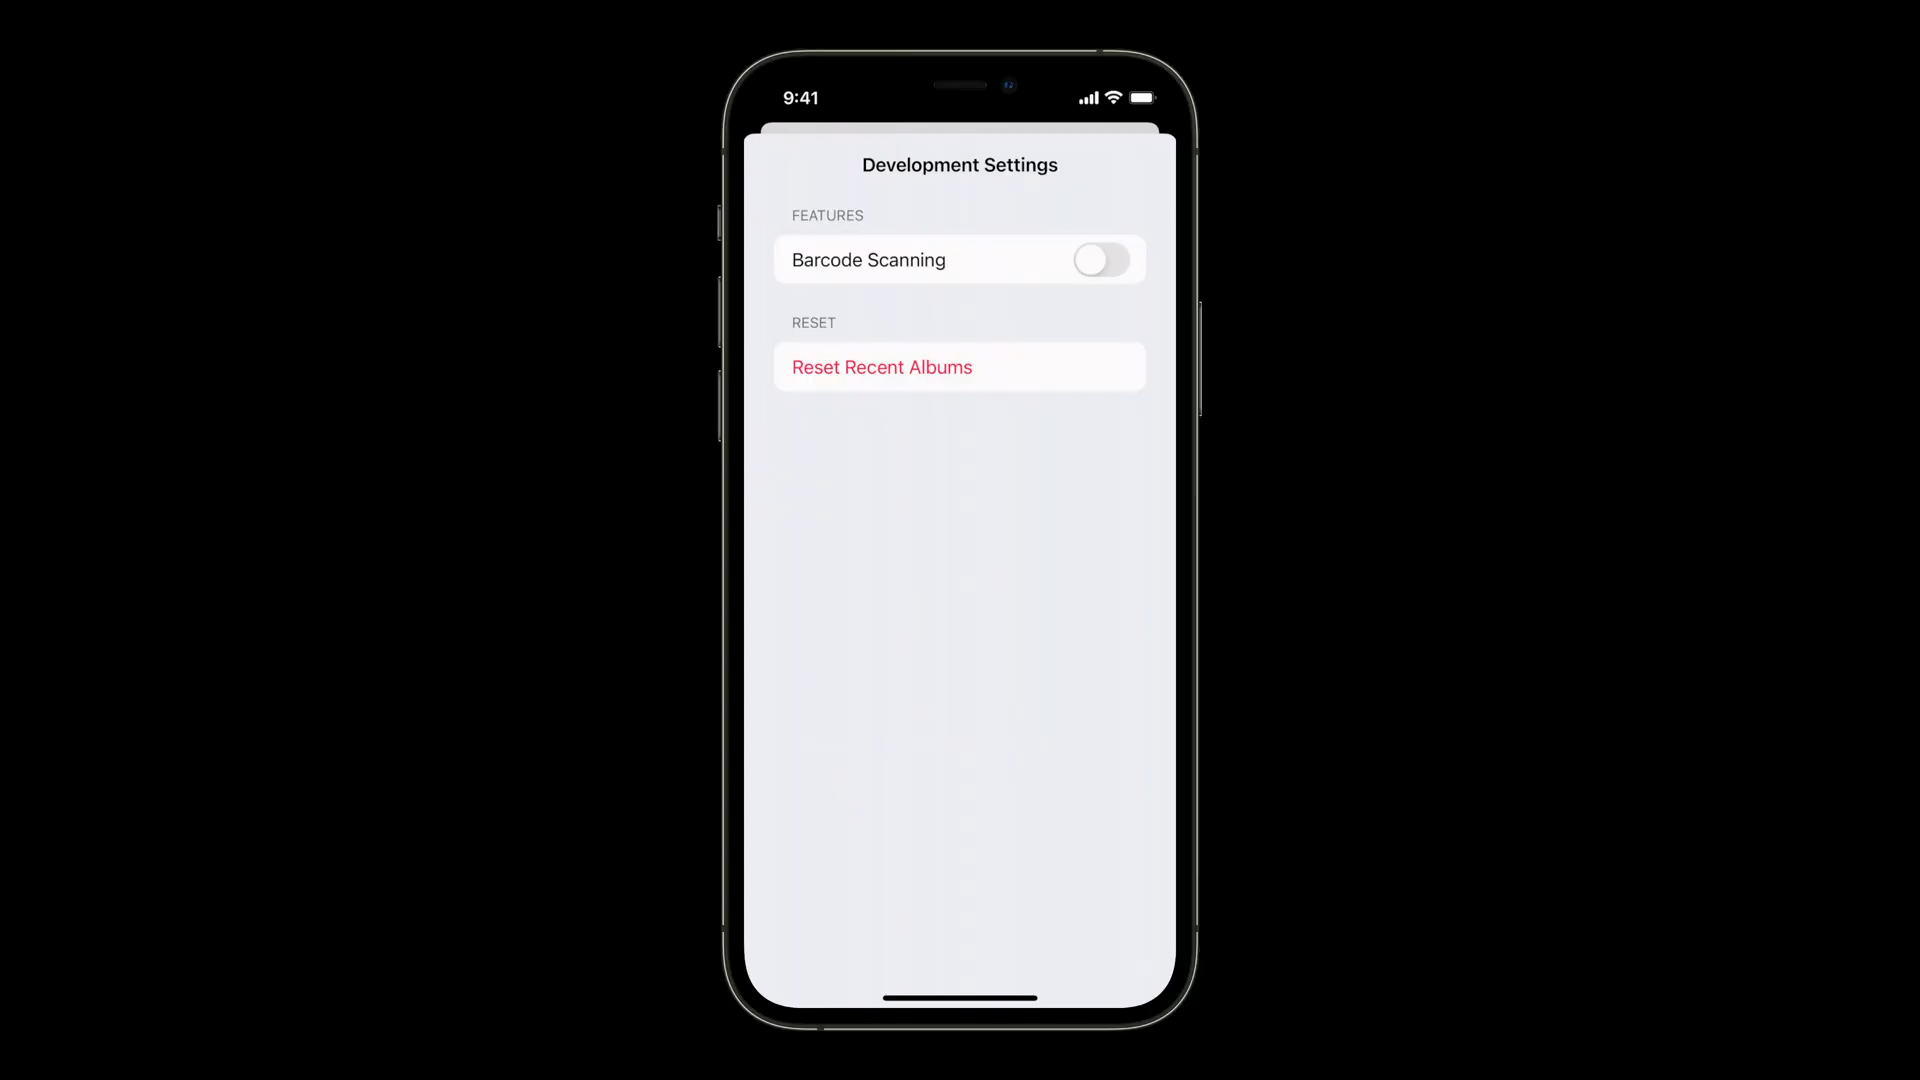 9:41
Development Settings
FEATURES
Barcode Scanning
RESET
Reset Recent Albums